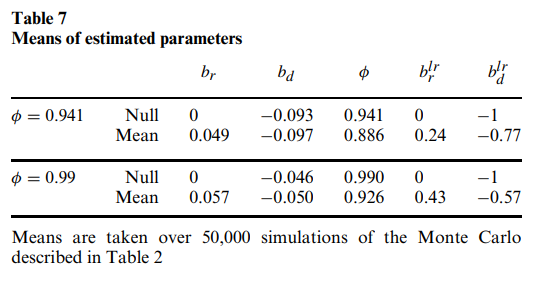 Table 7
Means of estimated parameters
b_r b_d ϕ b_r^{lr} b_d^{lr}
ϕ = 0.941 Null 0 −0.093 0.941 0 −1
Mean 0.049 −0.097 0.886 0.24 −0.77
ϕ = 0.99 Null 0 −0.046 0.990 0 −1
Mean 0.057 −0.050 0.926 0.43 −0.57
Means are taken over 50,000 simulations of the Monte Carlo
described in Table 2